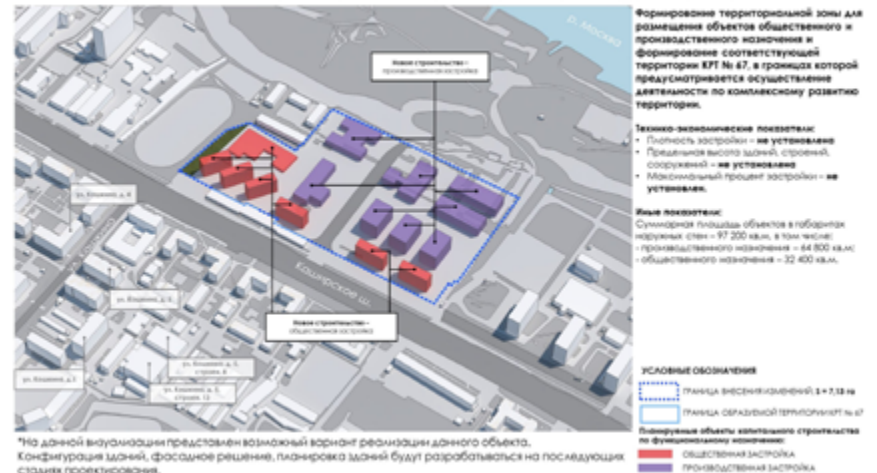 Формирование территориальной зоны для
размещения объектов общественного и
производственного назначения и
формирование соответствующей
территории КРТ № 67, в границах которой
предусматривается осуществление
деятельности по комплексному развитию
территории.
Технико-экономические показатели:
• Плотность застройки – не установлена
• Предельная высота зданий, строений,
сооружений – не установлена
• Максимальный процент застройки – не
установлен.
Иные показатели:
Суммарная площадь объектов в габаритах
наружных стен – 97 200 кв.м, в том числе:
- производственного назначения – 64 800 кв.м;
- общественного назначения – 32 400 кв.м.
р. Москва
Новое строительство –
производственная застройка
Каширское ш.
Новое строительство –
общественная застройка
УСЛОВНЫЕ ОБОЗНАЧЕНИЯ
ГРАНИЦА ВНЕСЕНИЯ ИЗМЕНЕНИЙ, S = 7,13 га
ГРАНИЦА ОБРАЗУЕМОЙ ТЕРРИТОРИИ КРТ № 67
Планируемые объекты капитального строительства
по функциональному назначению:
ОБЩЕСТВЕННАЯ ЗАСТРОЙКА
ПРОИЗВОДСТВЕННАЯ ЗАСТРОЙКА
*На данной визуализации представлен возможный вариант реализации данного объекта.
Конфигурация зданий, фасадное решение, планировка зданий будут разрабатываться на последующих
стадиях проектирования.